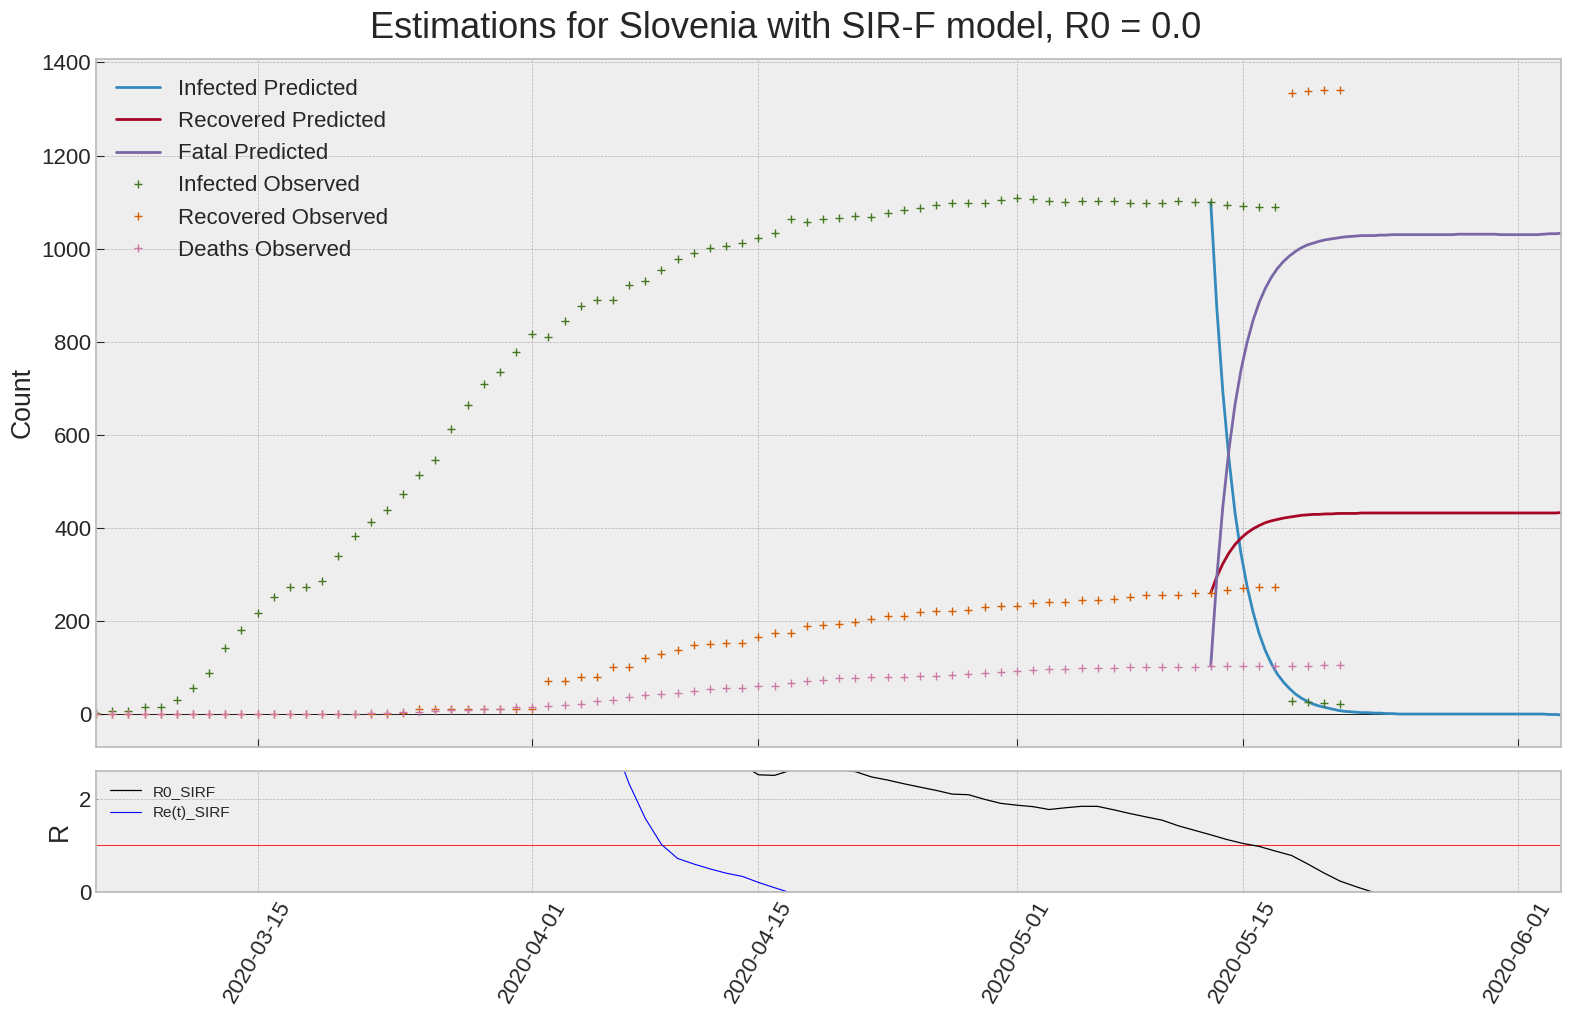 Estimations for Slovenia with SIR-F model, R0 = 0.0
1400
1200
1000
800
600
400
200
0
Count
Infected Predicted
Recovered Predicted
Fatal Predicted
Infected Observed
Recovered Observed
Deaths Observed
2
0
R
R0_SIRF
Re(t)_SIRF
2020-03-15
2020-04-01
2020-04-15
2020-05-01
2020-05-15
2020-06-01